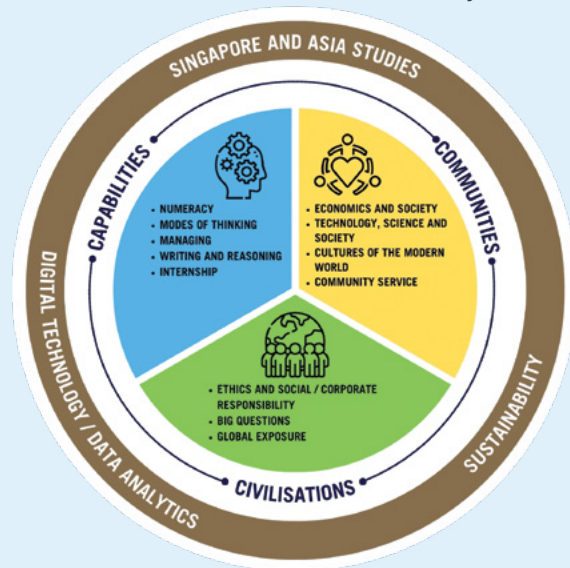 SINGAPORE AND ASIA STUDIES
CAPABILITIES
COMMUNITIES
• NUMERACY
• MODES OF THINKING
• MANAGING
• WRITING AND REASONING
• INTERNSHIP
• ECONOMICS AND SOCIETY
• TECHNOLOGY, SCIENCE AND
SOCIETY
• CULTURES OF THE MODERN
WORLD
• COMMUNITY SERVICE
• ETHICS AND SOCIAL / CORPORATE
RESPONSIBILITY
• BIG QUESTIONS
• GLOBAL EXPOSURE
CIVILISATIONS
DIGITAL TECHNOLOGY / DATA ANALYTICS
SUSTAINABILITY